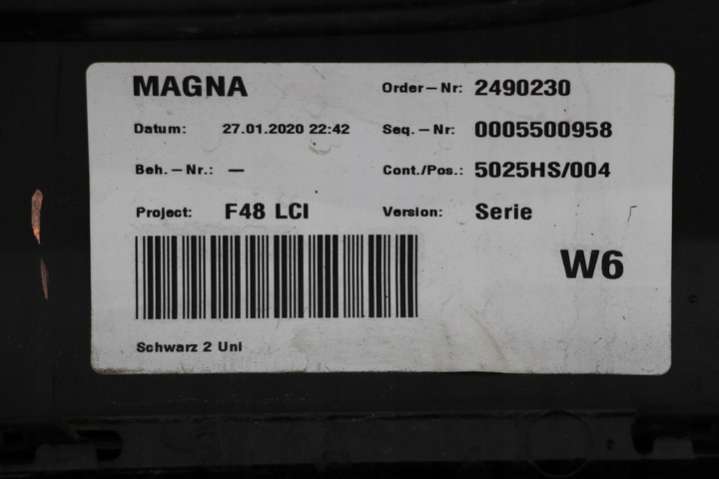 MAGNA Order-Nr: 2490230
Datum: 27.01.2020 22:42 Seq.-Nr: 0005500958
Beh.-Nr.: – Cont./Pos.: 5025HS/004
Project: F48 LCI Version: Serie
W6
Schwarz 2 Uni